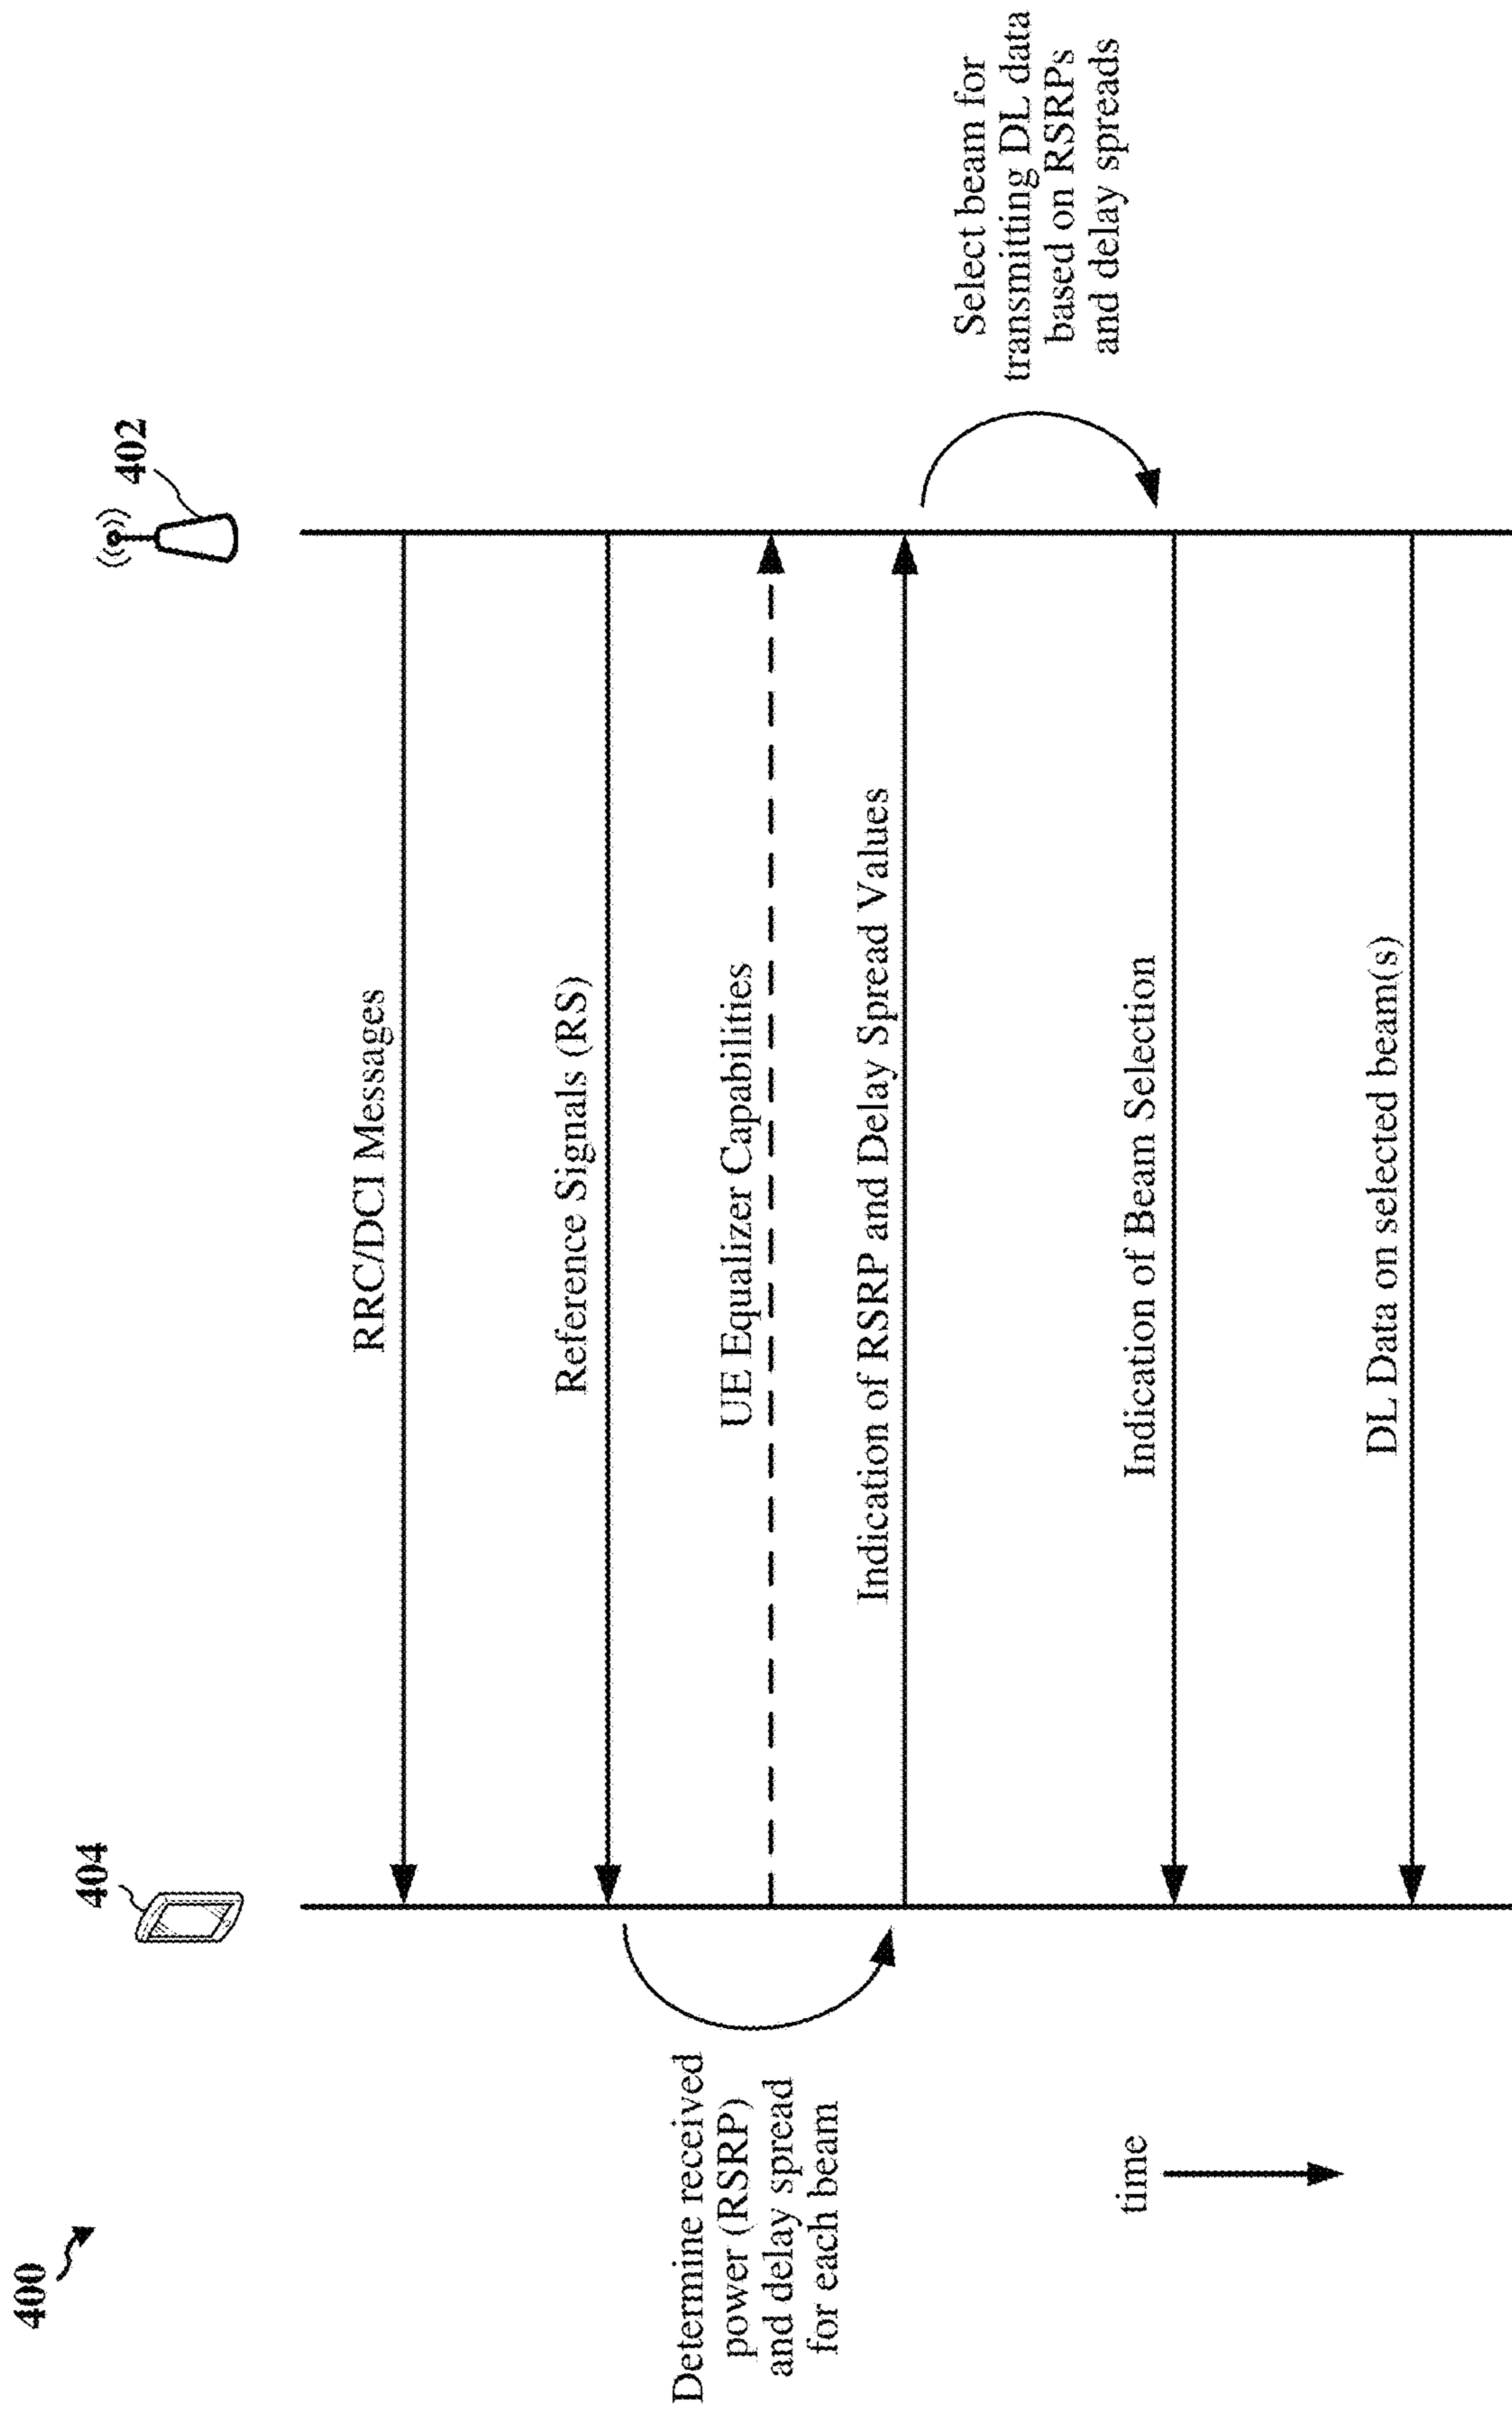 400
404
402
RRC/DCI Messages
Reference Signals (RS)
Determine received
power (RSRP)
and delay spread
for each beam
UE Equalizer Capabilities
Indication of RSRP and Delay Spread Values
Select beam for
transmitting DL data
based on RSRPs
and delay spreads
time
Indication of Beam Selection
DL Data on selected beam(s)